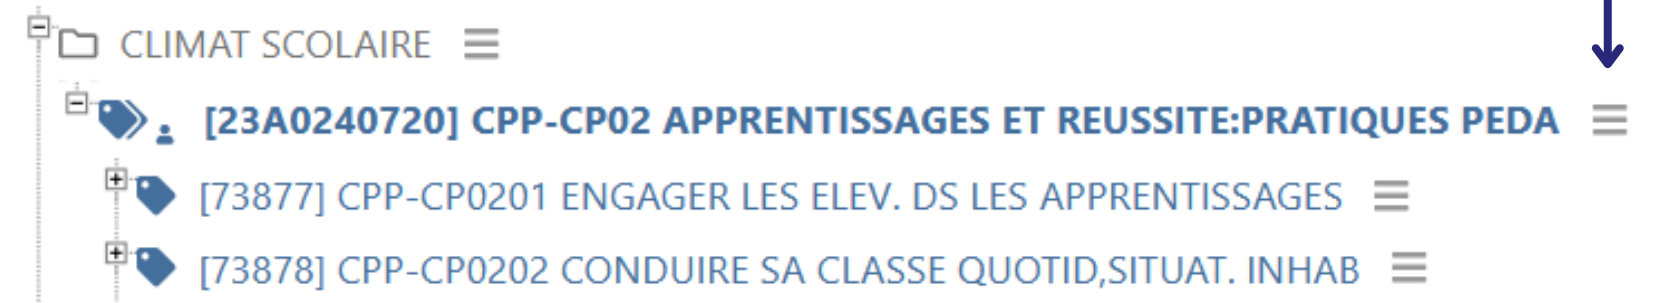 CLIMAT SCOLAIRE
[23A0240720] CPP-CP02 APPRENTISSAGES ET REUSSITE:PRATIQUES PEDA
[73877] CPP-CP0201 ENGAGER LES ELEV. DS LES APPRENTISSAGES
[73878] CPP-CP0202 CONDUIRE SA CLASSE QUOTID,SITUAT. INHAB